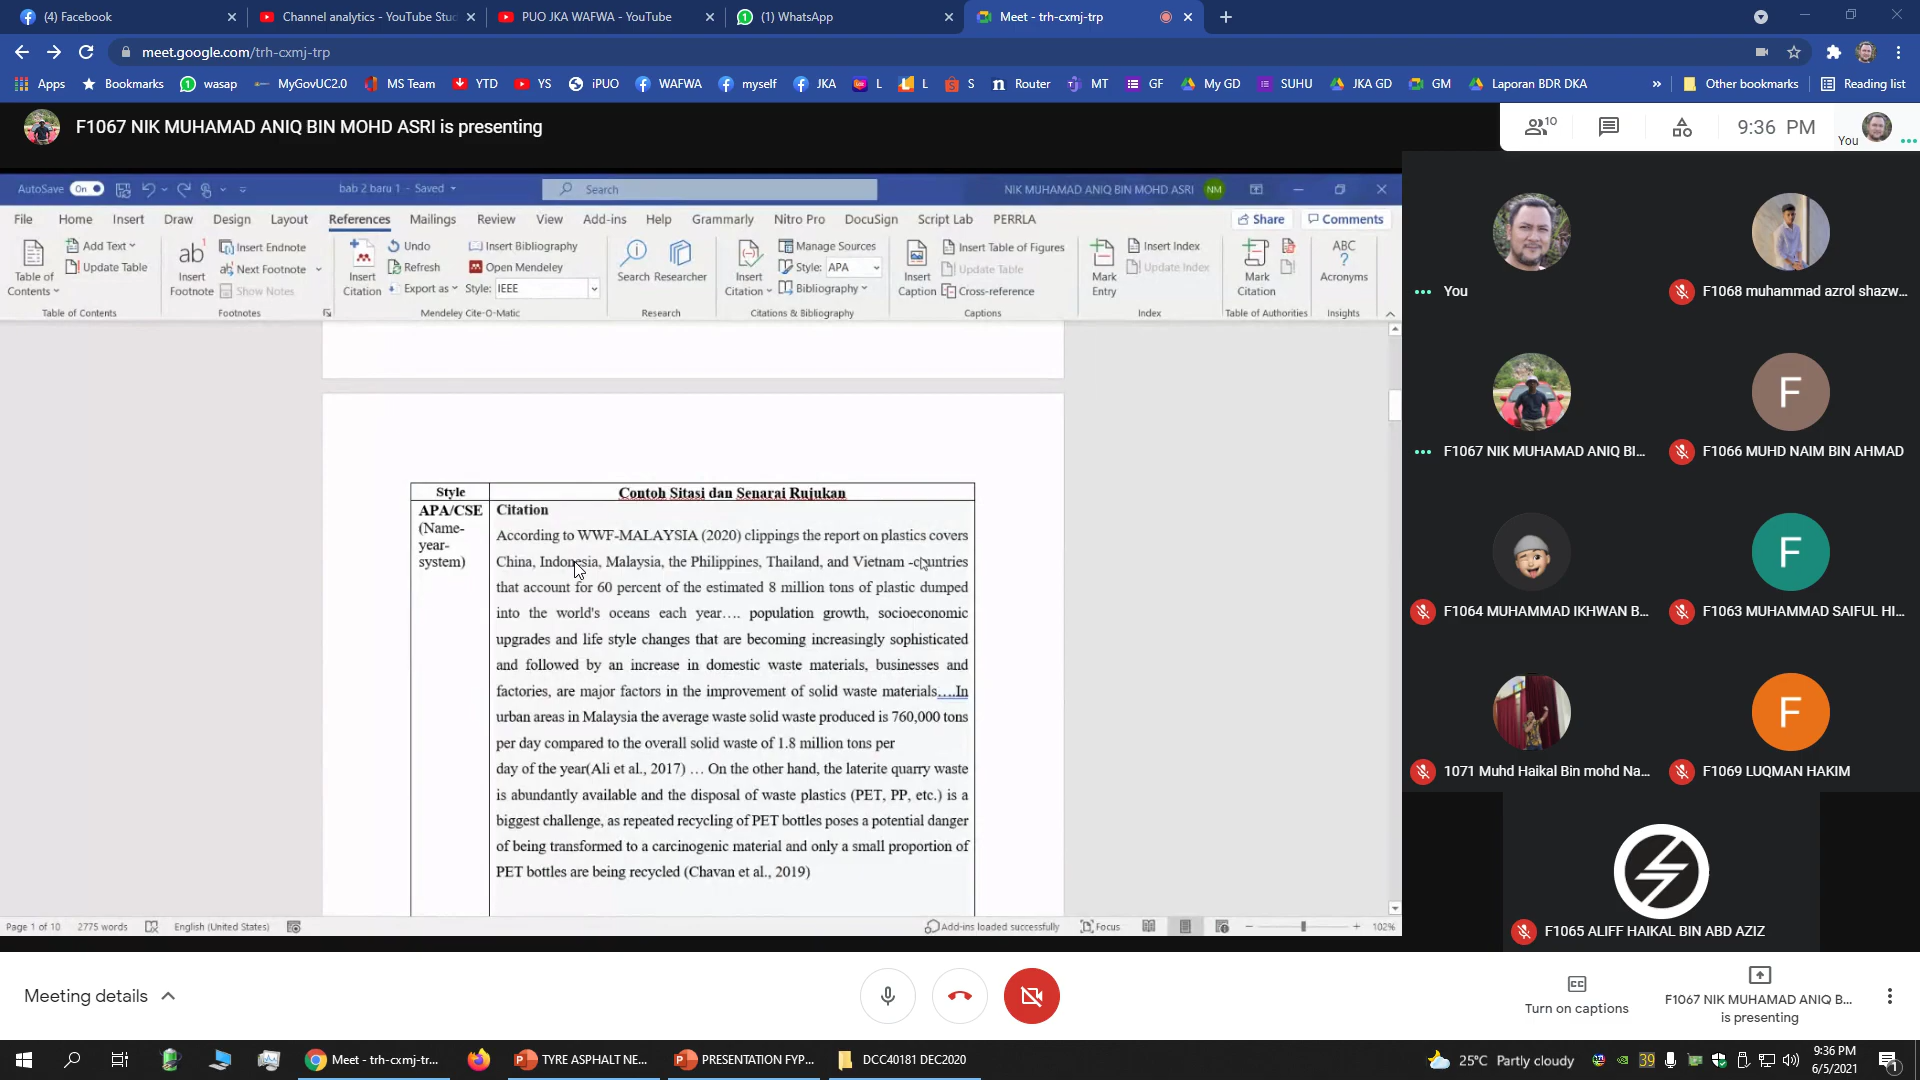 (4) Facebook
Channel analytics - YouTube Stud
PUO JKA WAFWA - YouTube
(1) WhatsApp
Meet - trh-cxmj-trp
meet.google.com/trh-cxmj-trp
Apps
Bookmarks
wasap
MyGovUC2.0
MS Team
YTD
YS
iPUO
WAFWA
myself
JKA
L
L
S
Router
MT
GF
My GD
SUHU
JKA GD
GM
Laporan BDR DKA
Other bookmarks
Reading list
F1067 NIK MUHAMAD ANIQ BIN MOHD ASRI is presenting
10
9:36 PM
You
AutoSave On
bab 2 baru 1 - Saved
Search
NIK MUHAMAD ANIQ BIN MOHD ASRI
NM
File Home Insert Draw Design Layout References Mailings Review View Add-ins Help Grammarly Nitro Pro DocuSign Script Lab PERRLA
Share
Comments
Table of Contents
Add Text
Update Table
Table of Contents
ab
Insert Footnote
Insert Endnote
Next Footnote
Show Notes
Footnotes
Insert Citation
Undo
Refresh
Export as
Insert Bibliography
Open Mendeley
Style: IEEE
Mendeley Cite-O-Matic
Search
Researcher
Research
Insert Citation
Manage Sources
Style: APA
Bibliography
Citations & Bibliography
Insert Caption
Insert Table of Figures
Update Table
Cross-reference
Captions
Mark Entry
Insert Index
Update Index
Index
Mark Citation
Table of Authorities
ABC
?
Acronyms
Insights
Style
Contoh Sitasi dan Senarai Rujukan
APA/CSE
(Name-
year-
system)
Citation
According to WWF-MALAYSIA (2020) clippings the report on plastics covers
China, Indonesia, Malaysia, the Philippines, Thailand, and Vietnam -countries
that account for 60 percent of the estimated 8 million tons of plastic dumped
into the world's oceans each year…. population growth, socioeconomic
upgrades and life style changes that are becoming increasingly sophisticated
and followed by an increase in domestic waste materials, businesses and
factories, are major factors in the improvement of solid waste materials….In
urban areas in Malaysia the average waste solid waste produced is 760,000 tons
per day compared to the overall solid waste of 1.8 million tons per
day of the year(Ali et al., 2017) … On the other hand, the laterite quarry waste
is abundantly available and the disposal of waste plastics (PET, PP, etc.) is a
biggest challenge, as repeated recycling of PET bottles poses a potential danger
of being transformed to a carcinogenic material and only a small proportion of
PET bottles are being recycled (Chavan et al., 2019)
Page 1 of 10
2775 words
English (United States)
Add-ins loaded successfully
Focus
102%
You
F1068 muhammad azrol shazw...
F1067 NIK MUHAMAD ANIQ BI...
F
F1066 MUHD NAIM BIN AHMAD
F1064 MUHAMMAD IKHWAN B...
F
F1063 MUHAMMAD SAIFUL HI...
1071 Muhd Haikal Bin mohd Na...
F
F1069 LUQMAN HAKIM
F1065 ALIFF HAIKAL BIN ABD AZIZ
Meeting details
Turn on captions
F1067 NIK MUHAMAD ANIQ B...
is presenting
Meet - trh-cxmj-tr...
TYRE ASPHALT NE...
PRESENTATION FYP...
DCC40181 DEC2020
25°C Partly cloudy
39
9:36 PM
6/5/2021
1